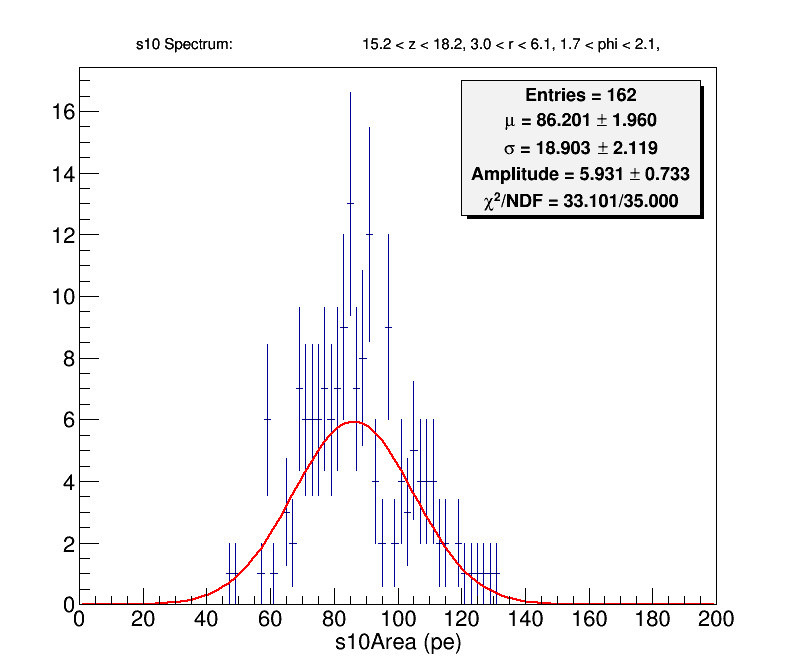 s10 Spectrum: 15.2 < z < 18.2, 3.0 < r < 6.1, 1.7 < phi < 2.1,
Entries = 162
μ = 86.201 ± 1.960
σ = 18.903 ± 2.119
Amplitude = 5.931 ± 0.733
χ²/NDF = 33.101/35.000
16
14
12
10
8
6
4
2
0
0 20 40 60 80 100 120 140 160 180 200
s10Area (pe)